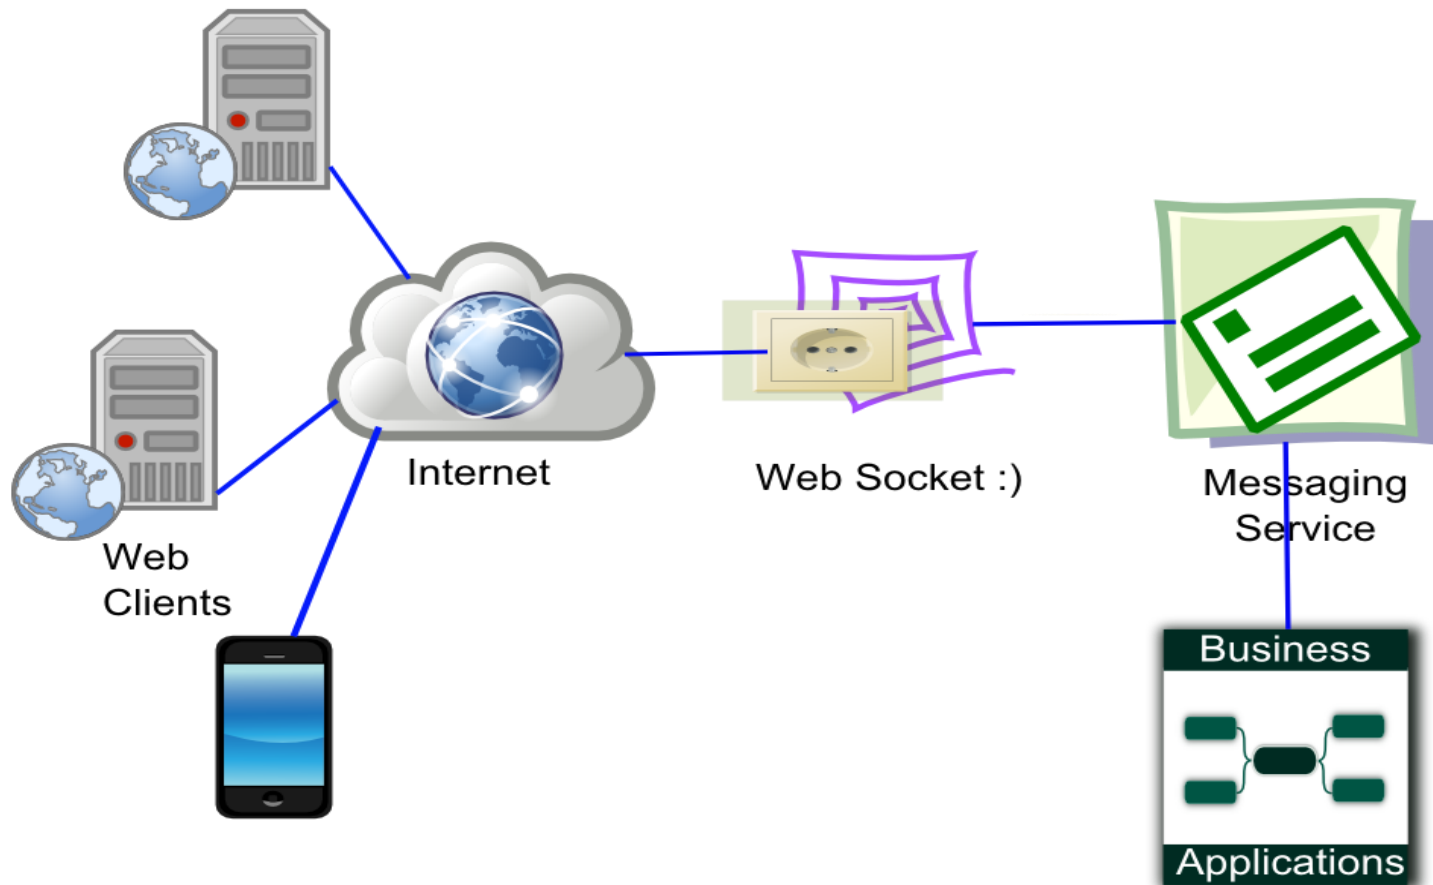 Internet
Web Socket :)
Messaging
Service
Web
Clients
Business
Applications